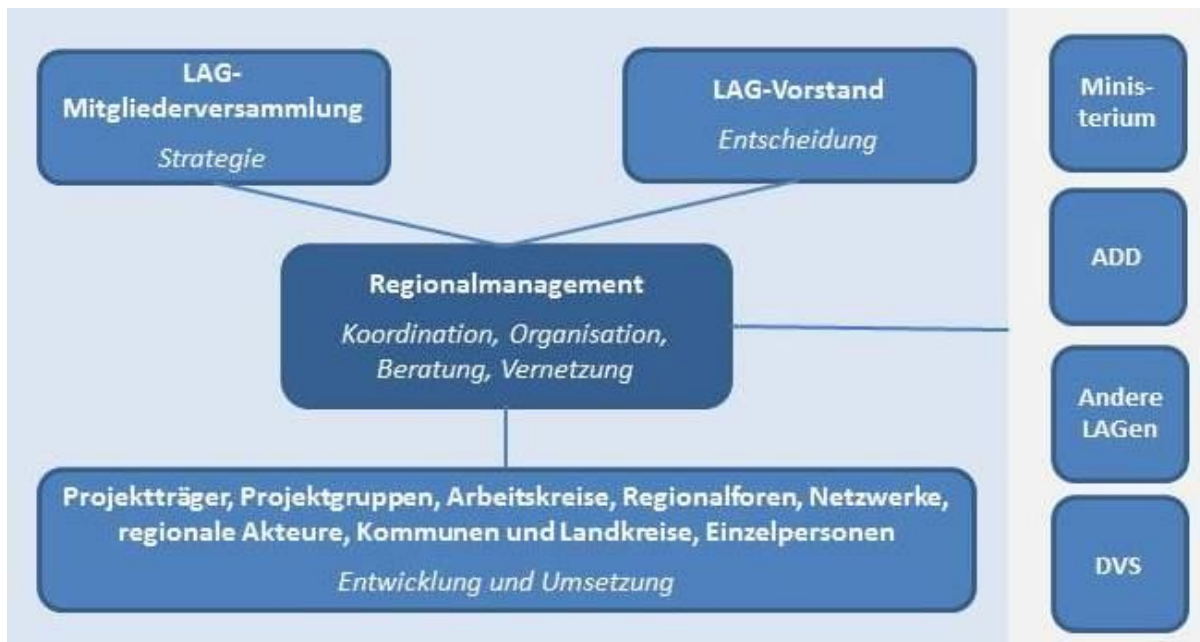 LAG-
Mitgliederversammlung
Strategie
LAG-Vorstand
Entscheidung
Regionalmanagement
Koordination, Organisation,
Beratung, Vernetzung
Projektträger, Projektgruppen, Arbeitskreise, Regionalforen, Netzwerke,
regionale Akteure, Kommunen und Landkreise, Einzelpersonen
Entwicklung und Umsetzung
Minis-
terium
ADD
Andere
LAGen
DVS